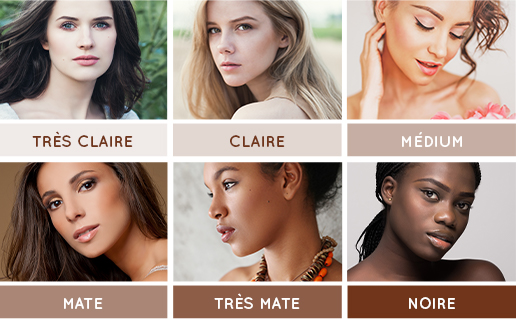 TRÈS CLAIRE
CLAIRE
MÉDIUM
MATE
TRÈS MATE
NOIRE